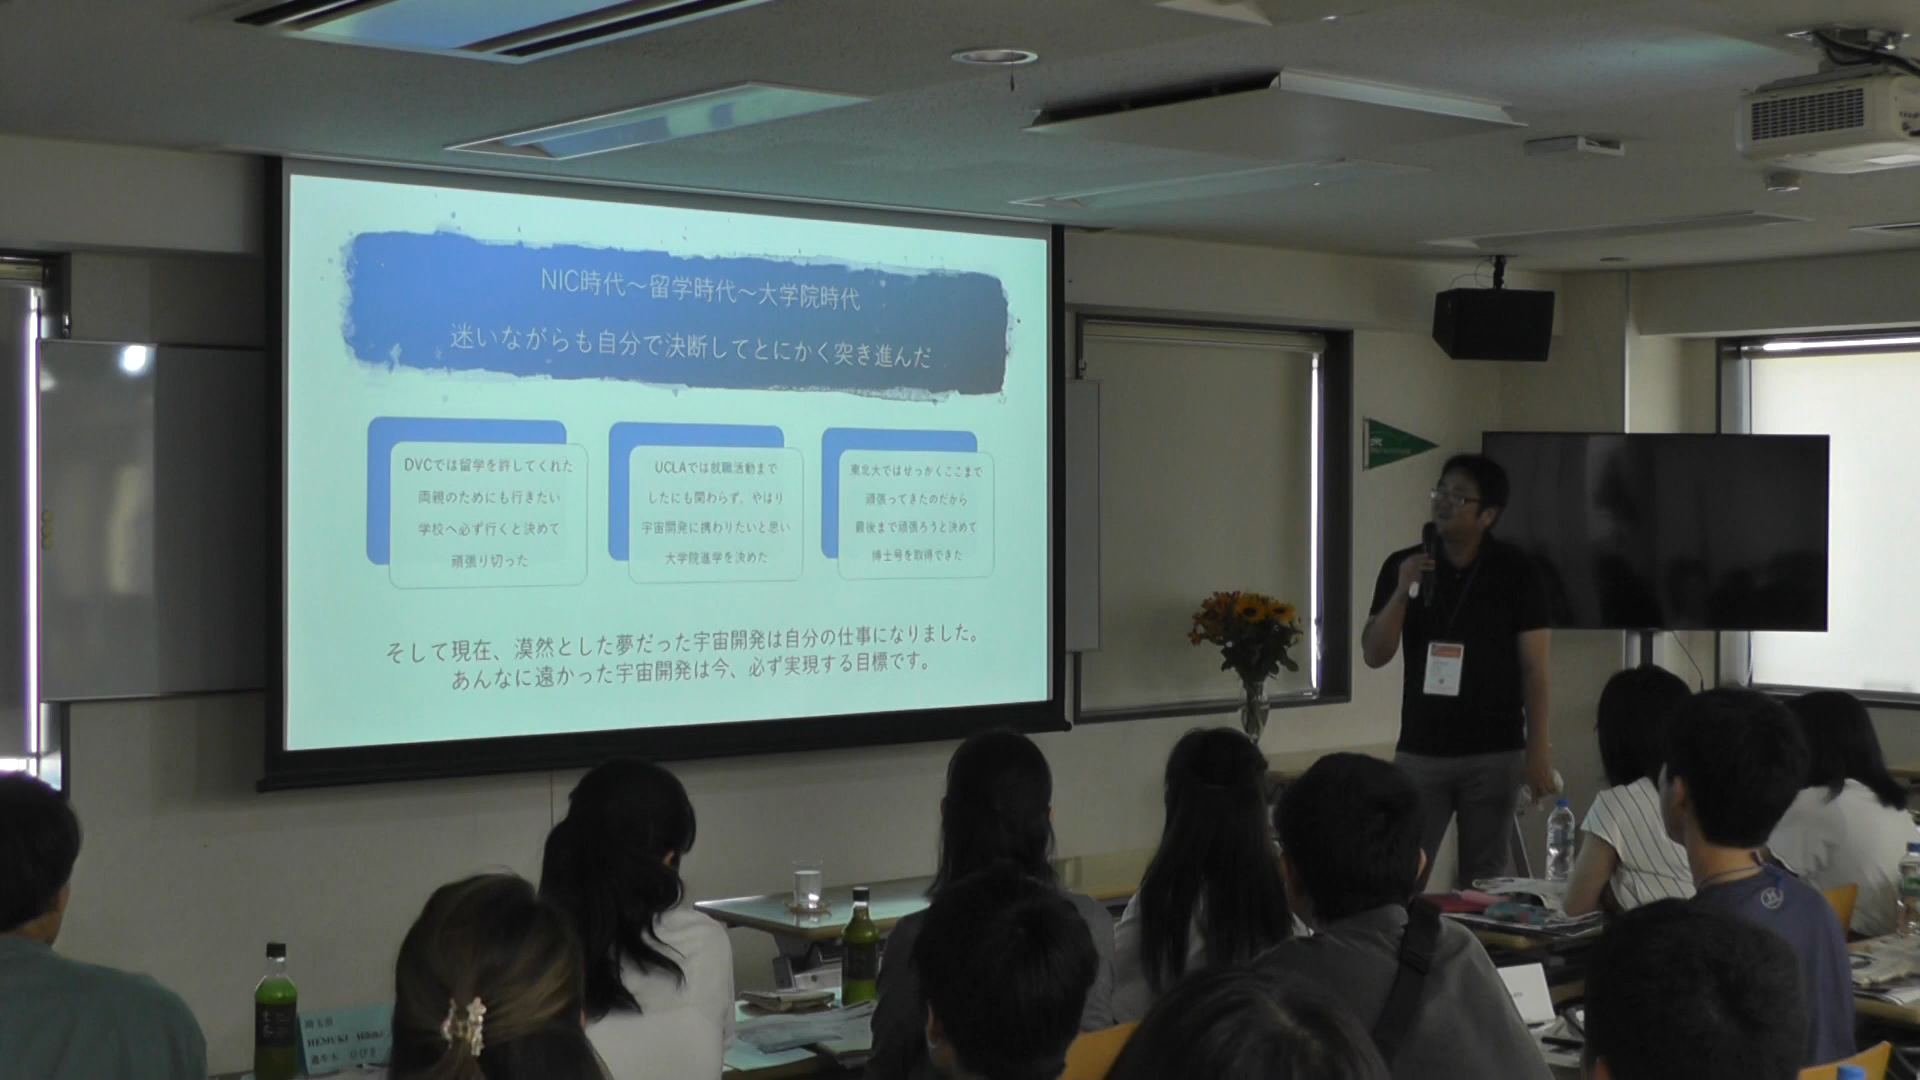 NIC時代～留学時代～大学院時代
迷いながらも自分で決断してとにかく突き進んだ
DVCでは留学を許してくれた
両親のためにも行きたい
学校へ必ず行くと決めて
頑張り切った
UCLAでは就職活動まで
したにも関わらず、やはり
宇宙開発に携わりたいと思い
大学院進学を決めた
東北大ではせっかくここまで
頑張ってきたのだから
最後まで頑張ろうと決めて
博士号を取得できた
そして現在、漠然とした夢だった宇宙開発は自分の仕事になりました。
あんなに遠かった宇宙開発は今、必ず実現する目標です。
埼玉県
HEMUKI